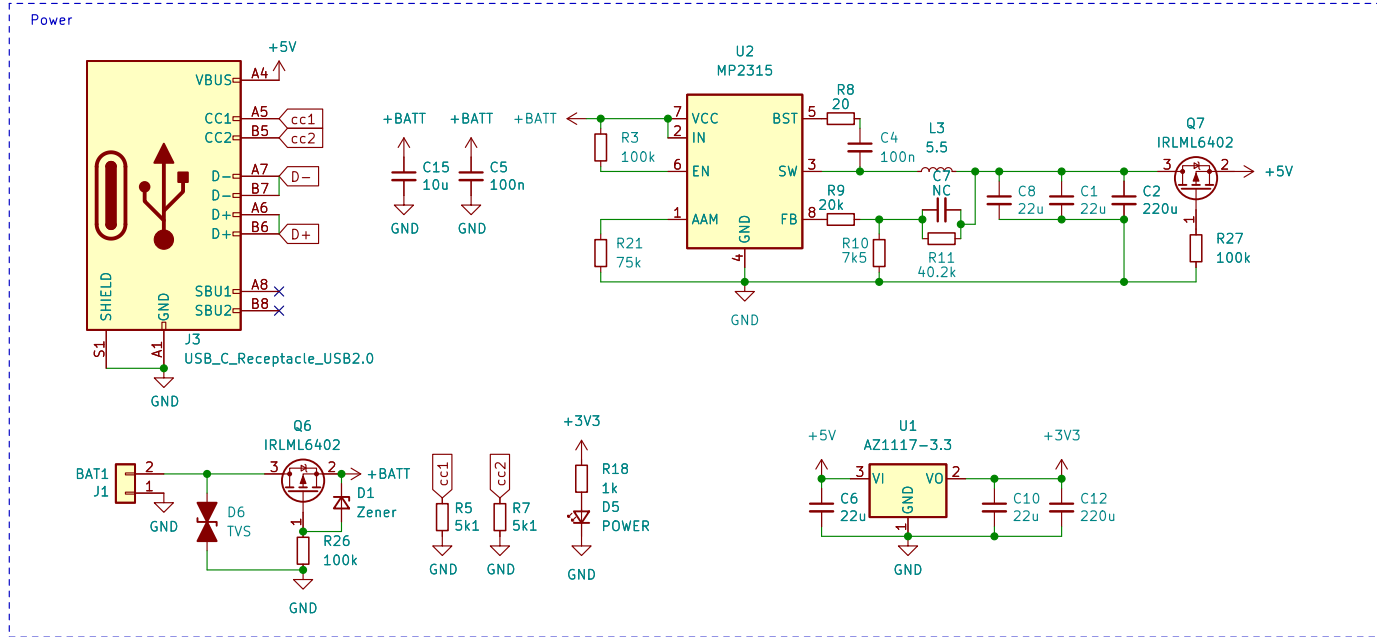 Power
+5V
VBUS A4
CC1 A5 cc1
CC2 B5 cc2
D- A7 D-
D- B7
D+ A6
D+ B6 D+
SBU1 A8
SBU2 B8
SHIELD
GND
S1
A1
J3
USB_C_Receptacle_USB2.0
GND
+BATT
C15
10u
GND
+BATT
C5
100n
GND
U2
MP2315
+BATT
R3
100k
R21
75k
7 VCC
2 IN
6 EN
1 AAM
BST 5
SW 3
FB 8
GND
4
GND
R8
20
C4
100n
L3
5.5
C7
NC
R9
20k
R10
7k5
R11
40.2k
C8
22u
C1
22u
C2
220u
Q7
IRLML6402
3
2
1
+5V
R27
100k
BAT1
J1
2
1
GND
D6
TVS
Q6
IRLML6402
3
2
1
+BATT
D1
Zener
R26
100k
GND
cc1
R5
5k1
GND
cc2
R7
5k1
GND
+3V3
R18
1k
D5
POWER
GND
U1
AZ1117-3.3
+5V
3 VI
VO 2
GND
1
+3V3
C6
22u
C10
22u
C12
220u
GND